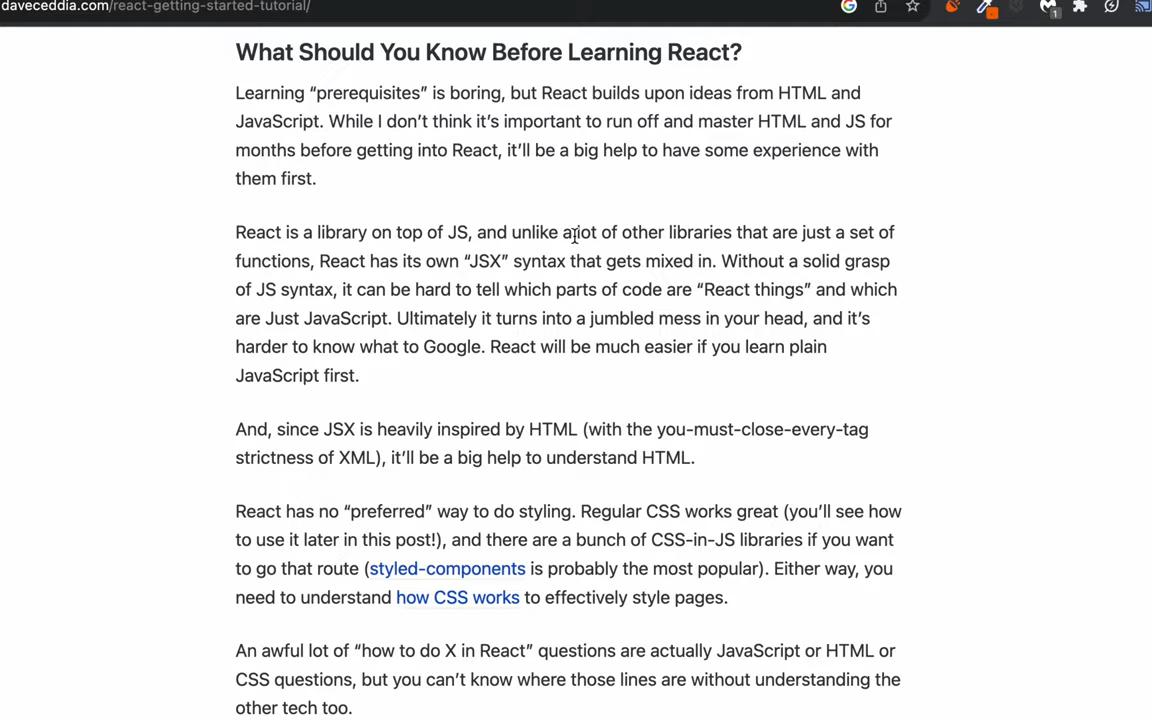 daveceddia.com/react-getting-started-tutorial/
1
What Should You Know Before Learning React?
Learning “prerequisites” is boring, but React builds upon ideas from HTML and
JavaScript. While I don’t think it’s important to run off and master HTML and JS for
months before getting into React, it’ll be a big help to have some experience with
them first.
React is a library on top of JS, and unlike a lot of other libraries that are just a set of
functions, React has its own “JSX” syntax that gets mixed in. Without a solid grasp
of JS syntax, it can be hard to tell which parts of code are “React things” and which
are Just JavaScript. Ultimately it turns into a jumbled mess in your head, and it’s
harder to know what to Google. React will be much easier if you learn plain
JavaScript first.
And, since JSX is heavily inspired by HTML (with the you-must-close-every-tag
strictness of XML), it’ll be a big help to understand HTML.
React has no “preferred” way to do styling. Regular CSS works great (you’ll see how
to use it later in this post!), and there are a bunch of CSS-in-JS libraries if you want
to go that route (styled-components is probably the most popular). Either way, you
need to understand how CSS works to effectively style pages.
An awful lot of “how to do X in React” questions are actually JavaScript or HTML or
CSS questions, but you can’t know where those lines are without understanding the
other tech too.